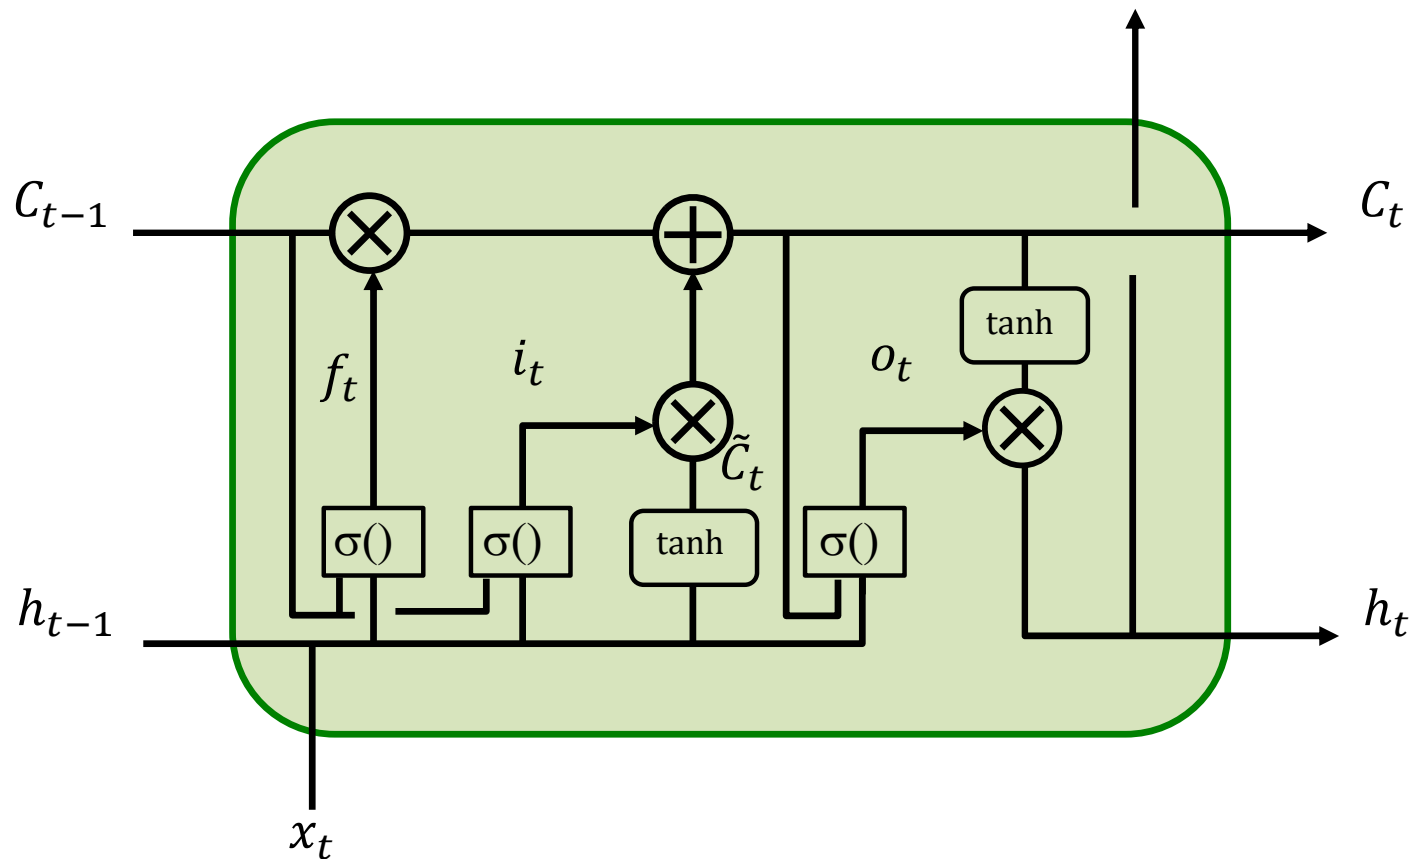 C_{t−1}
C_t
tanh
f_t
i_t
o_t
C̃_t
σ()
σ()
tanh
σ()
h_{t−1}
h_t
x_t